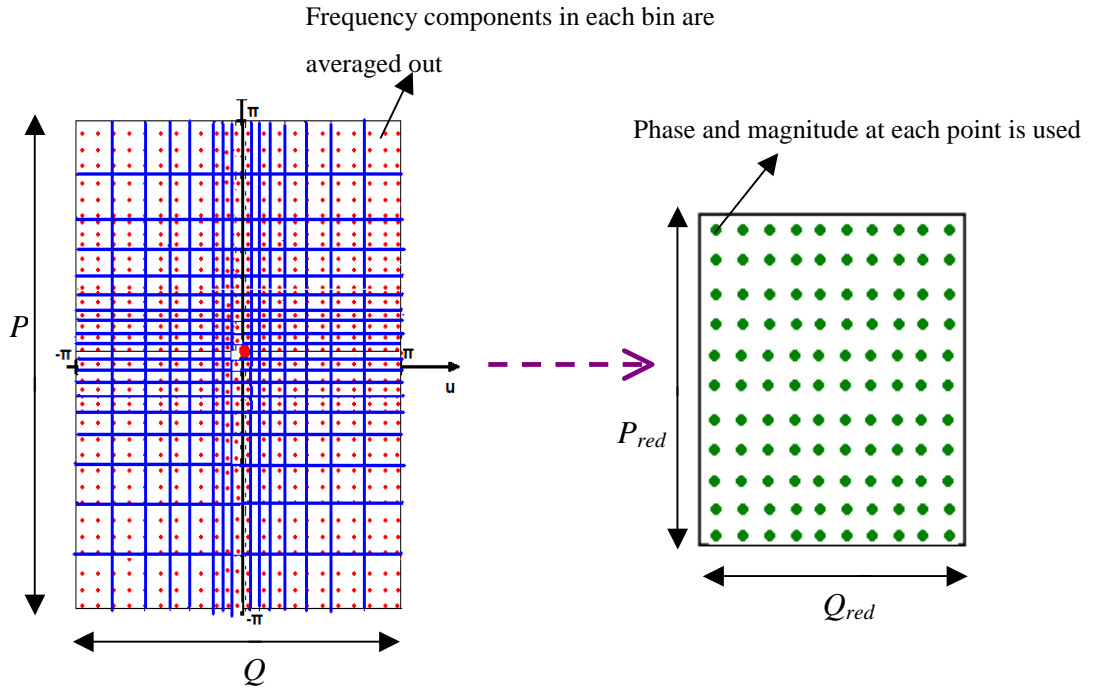 Frequency components in each bin are
averaged out
π
Phase and magnitude at each point is used
P
-π
π
u
P_red
-π
Q
Q_red